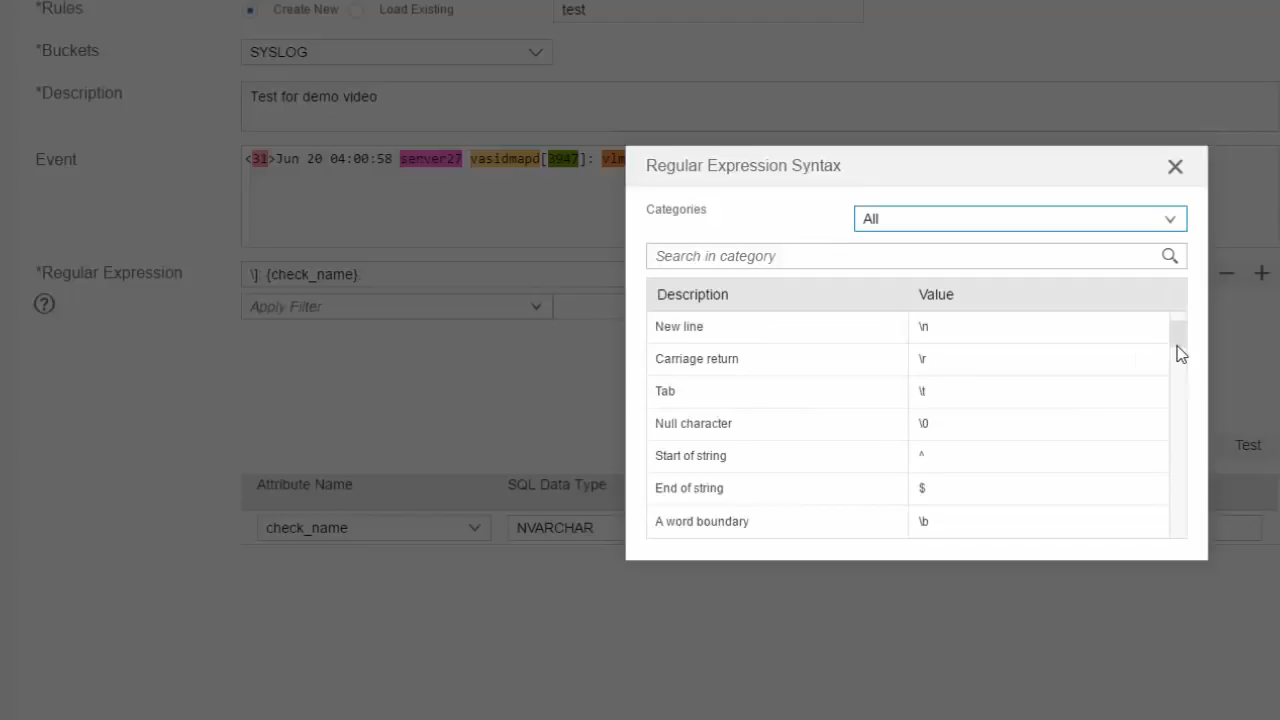 *Rules Create New Load Existing test
*Buckets SYSLOG
*Description Test for demo video
Event <31>Jun 20 04:00:58 server27 vasidmapd[3947]: vlm
*Regular Expression \]: {check_name}.
Apply Filter
Test
Attribute Name SQL Data Type
check_name NVARCHAR
Regular Expression Syntax
Categories All
Search in category
Description Value
New line \n
Carriage return \r
Tab \t
Null character \0
Start of string ^
End of string $
A word boundary \b